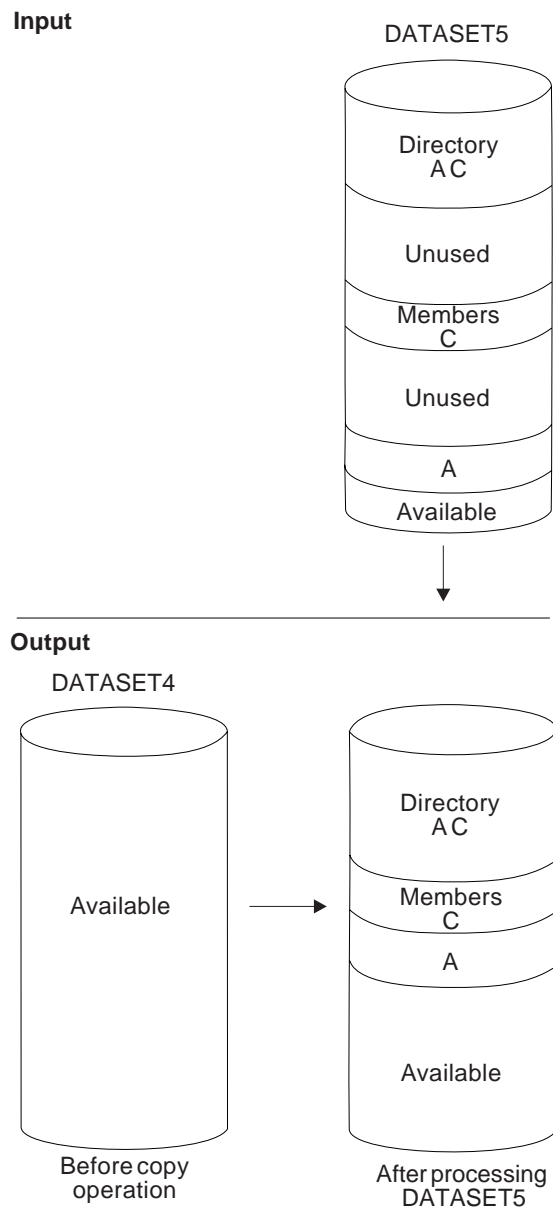 Input
DATASET5
Directory
A C
Unused
Members
C
Unused
A
Available
Output
DATASET4
Available
Before copy
operation
Directory
A C
Members
C
A
Available
After processing
DATASET5